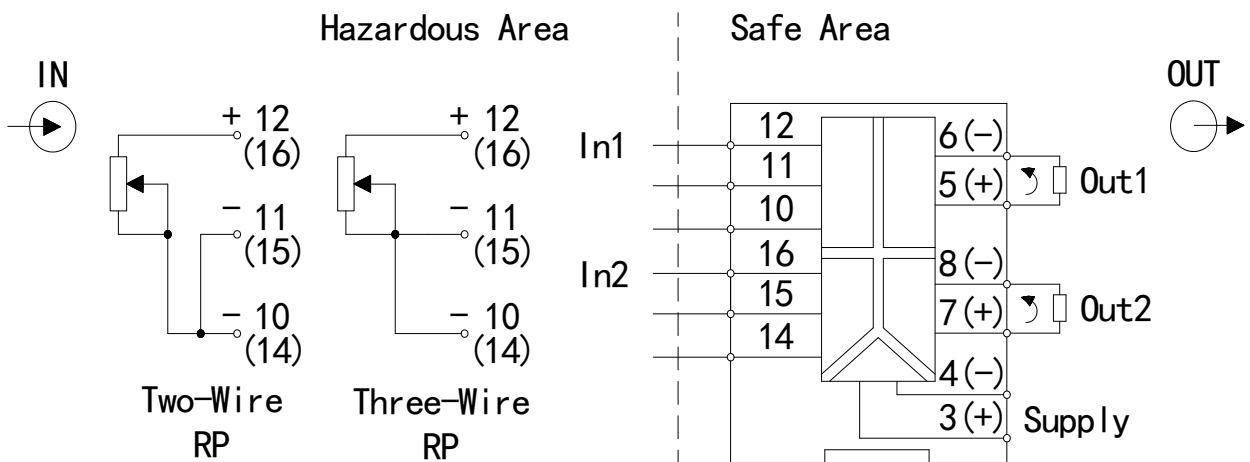 Hazardous Area
Safe Area
IN
OUT
+ 12
(16)
- 11
(15)
- 10
(14)
Two-Wire
RP
+ 12
(16)
- 11
(15)
- 10
(14)
Three-Wire
RP
In1
In2
12
11
10
16
15
14
6(-)
5(+)
Out1
8(-)
7(+)
Out2
4(-)
3(+)
Supply